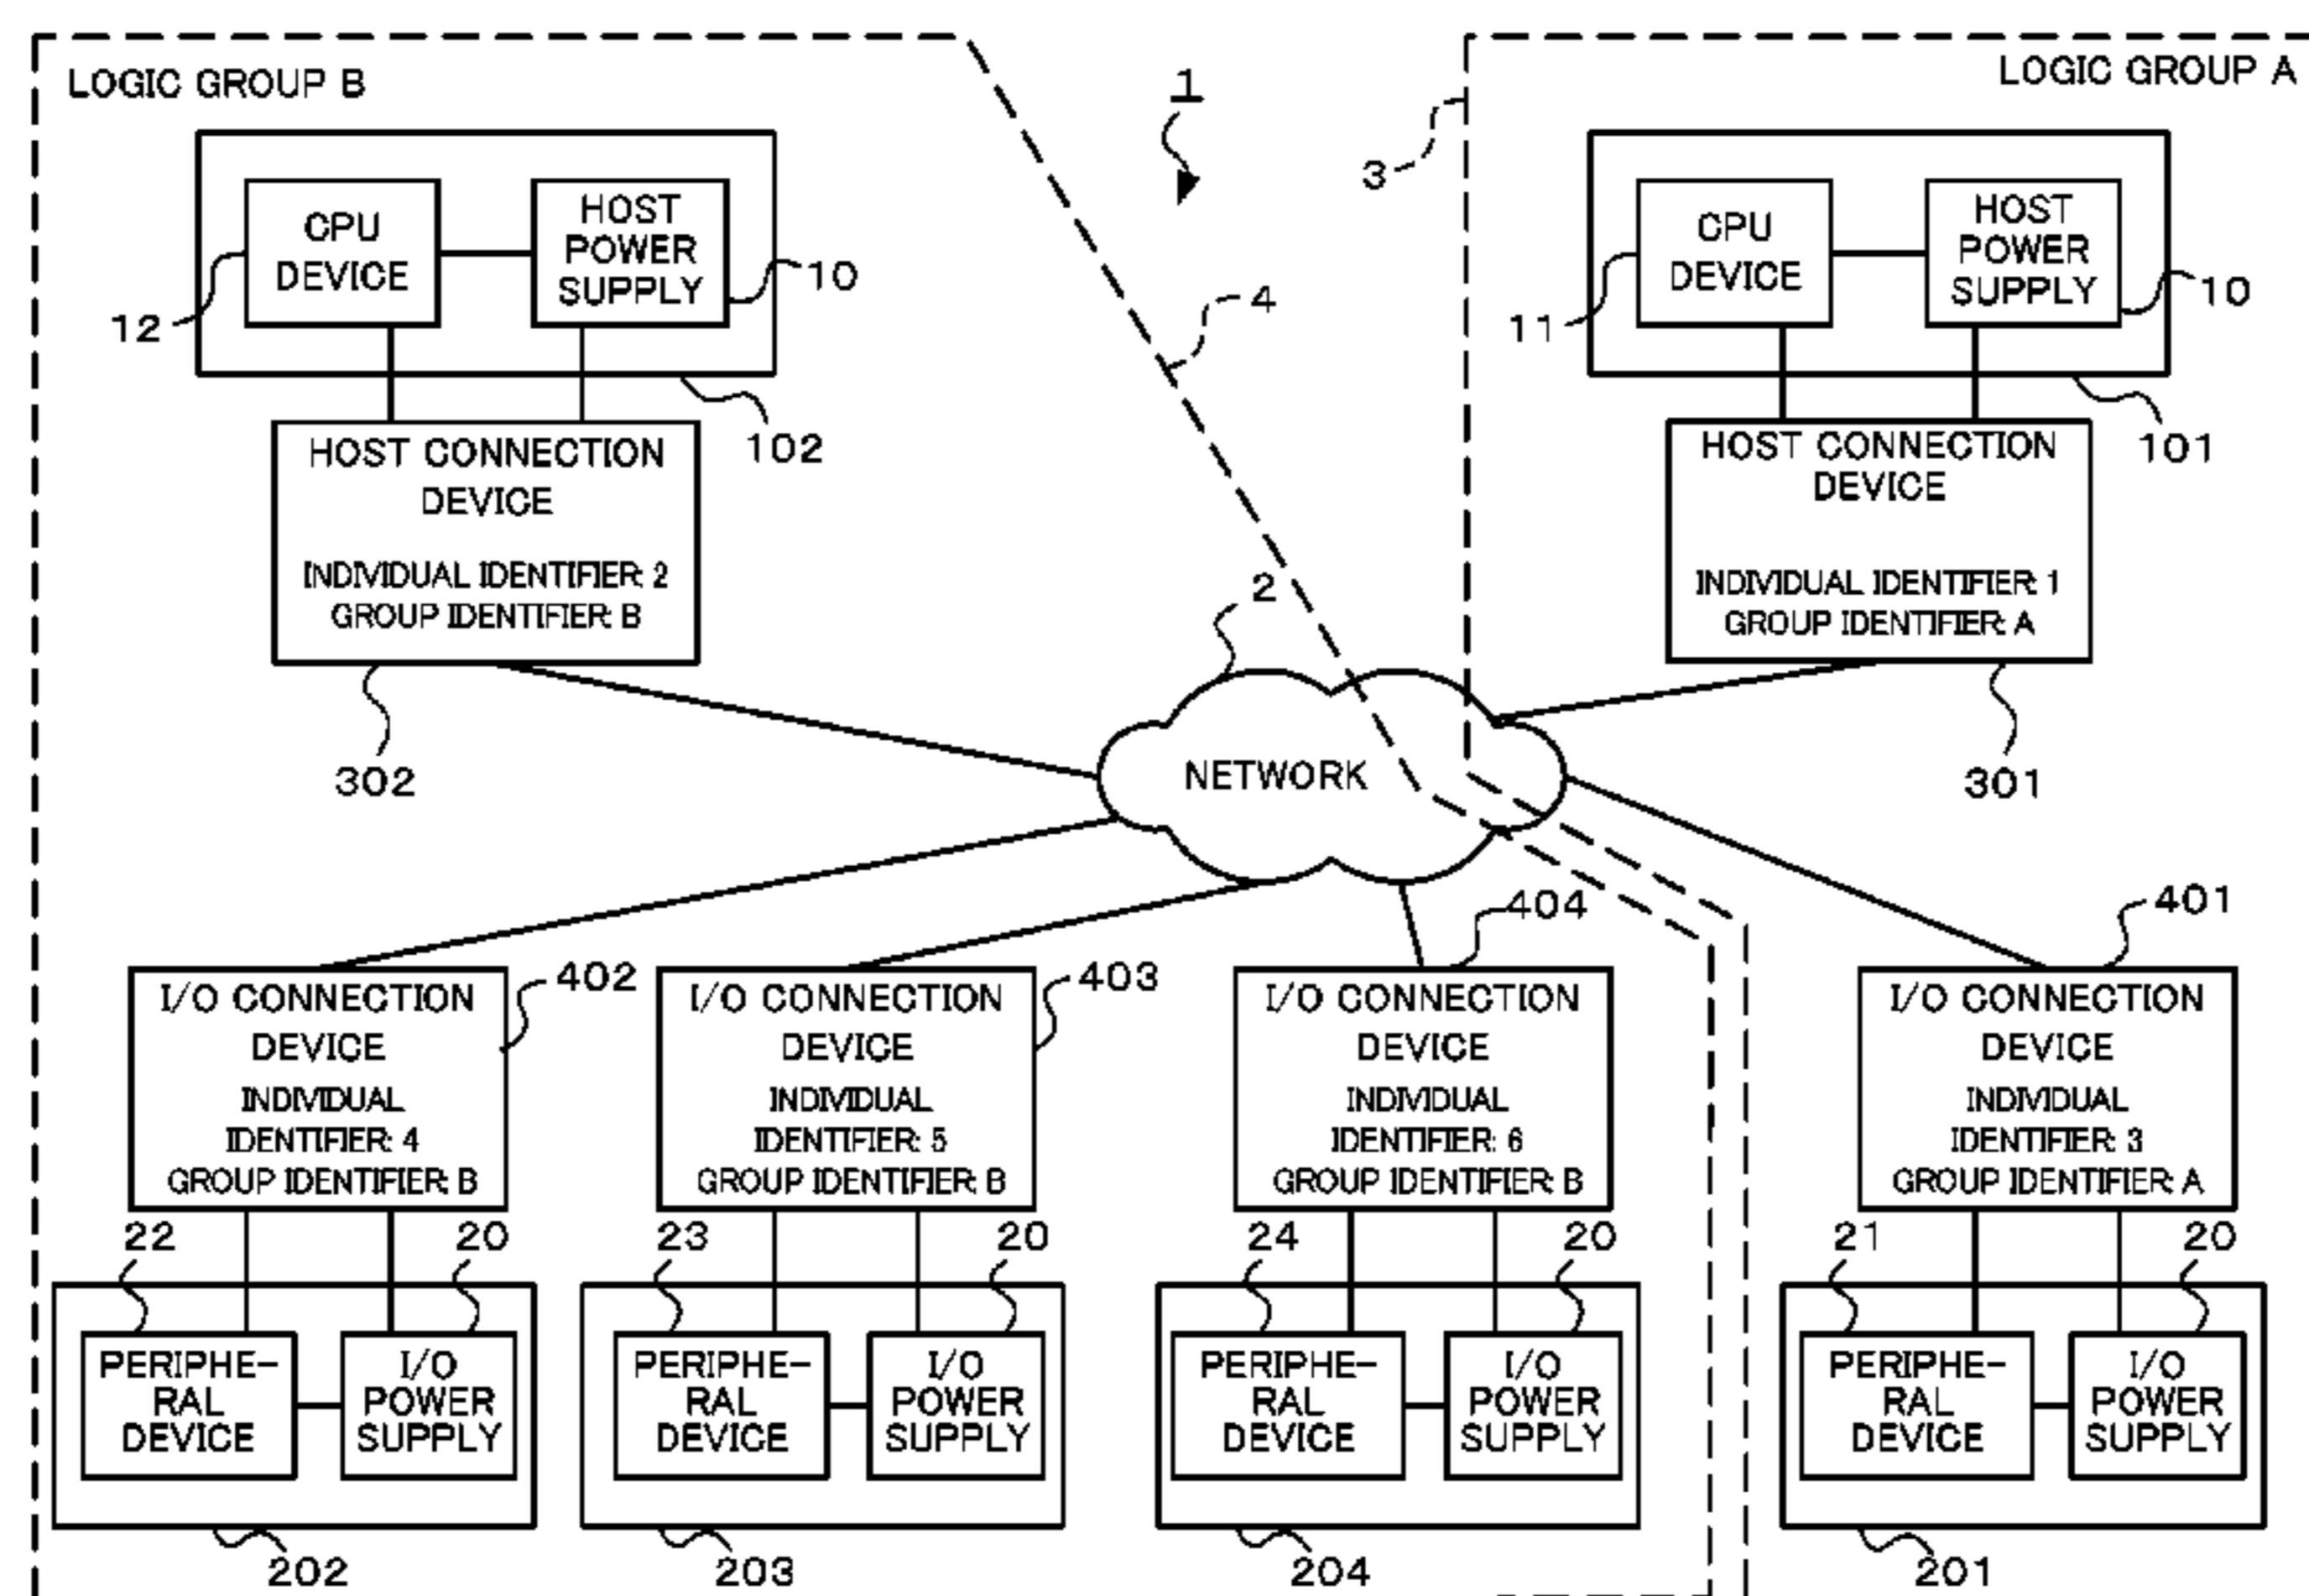 LOGIC GROUP B
1
LOGIC GROUP A
3
CPU
DEVICE
HOST
POWER
SUPPLY
12
10
102
4
CPU
DEVICE
HOST
POWER
SUPPLY
11
10
101
HOST CONNECTION
DEVICE
INDIVIDUAL IDENTIFIER: 2
GROUP IDENTIFIER: B
302
2
HOST CONNECTION
DEVICE
INDIVIDUAL IDENTIFIER: 1
GROUP IDENTIFIER: A
301
NETWORK
I/O CONNECTION
DEVICE
INDIVIDUAL
IDENTIFIER: 4
GROUP IDENTIFIER: B
402
I/O CONNECTION
DEVICE
INDIVIDUAL
IDENTIFIER: 5
GROUP IDENTIFIER: B
403
I/O CONNECTION
DEVICE
INDIVIDUAL
IDENTIFIER: 6
GROUP IDENTIFIER: B
404
I/O CONNECTION
DEVICE
INDIVIDUAL
IDENTIFIER: 3
GROUP IDENTIFIER: A
401
22
20
PERIPHE-
RAL
DEVICE
I/O
POWER
SUPPLY
202
23
20
PERIPHE-
RAL
DEVICE
I/O
POWER
SUPPLY
203
24
20
PERIPHE-
RAL
DEVICE
I/O
POWER
SUPPLY
204
21
20
PERIPHE-
RAL
DEVICE
I/O
POWER
SUPPLY
201